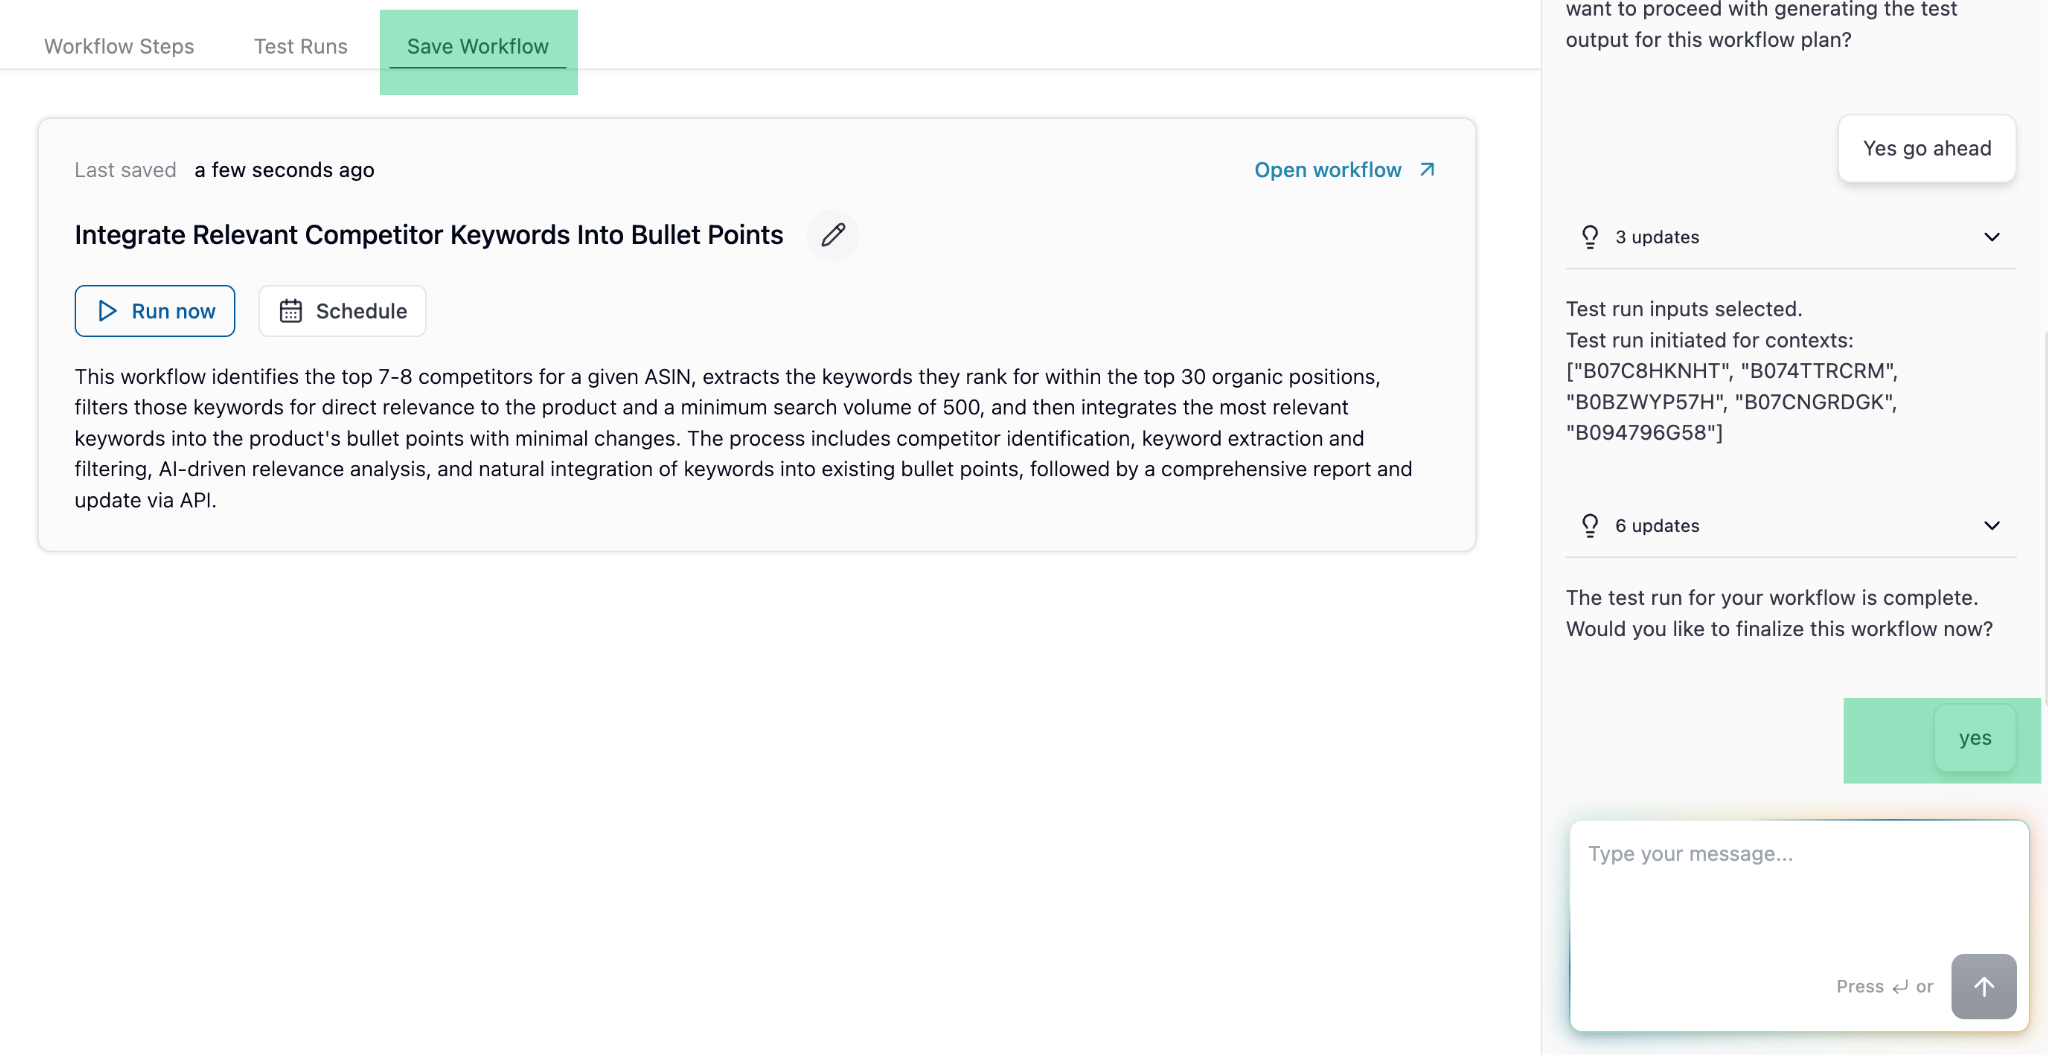 Workflow Steps
Test Runs
Save Workflow
Last saved a few seconds ago
Open workflow
Integrate Relevant Competitor Keywords Into Bullet Points
Run now
Schedule
This workflow identifies the top 7-8 competitors for a given ASIN, extracts the keywords they rank for within the top 30 organic positions,
filters those keywords for direct relevance to the product and a minimum search volume of 500, and then integrates the most relevant
keywords into the product's bullet points with minimal changes. The process includes competitor identification, keyword extraction and
filtering, AI-driven relevance analysis, and natural integration of keywords into existing bullet points, followed by a comprehensive report and
update via API.
want to proceed with generating the test
output for this workflow plan?
Yes go ahead
3 updates
Test run inputs selected.
Test run initiated for contexts:
["B07C8HKNHT", "B074TTRCRM",
"B0BZWYP57H", "B07CNGRDGK",
"B094796G58"]
6 updates
The test run for your workflow is complete.
Would you like to finalize this workflow now?
yes
Type your message...
Press ↵ or